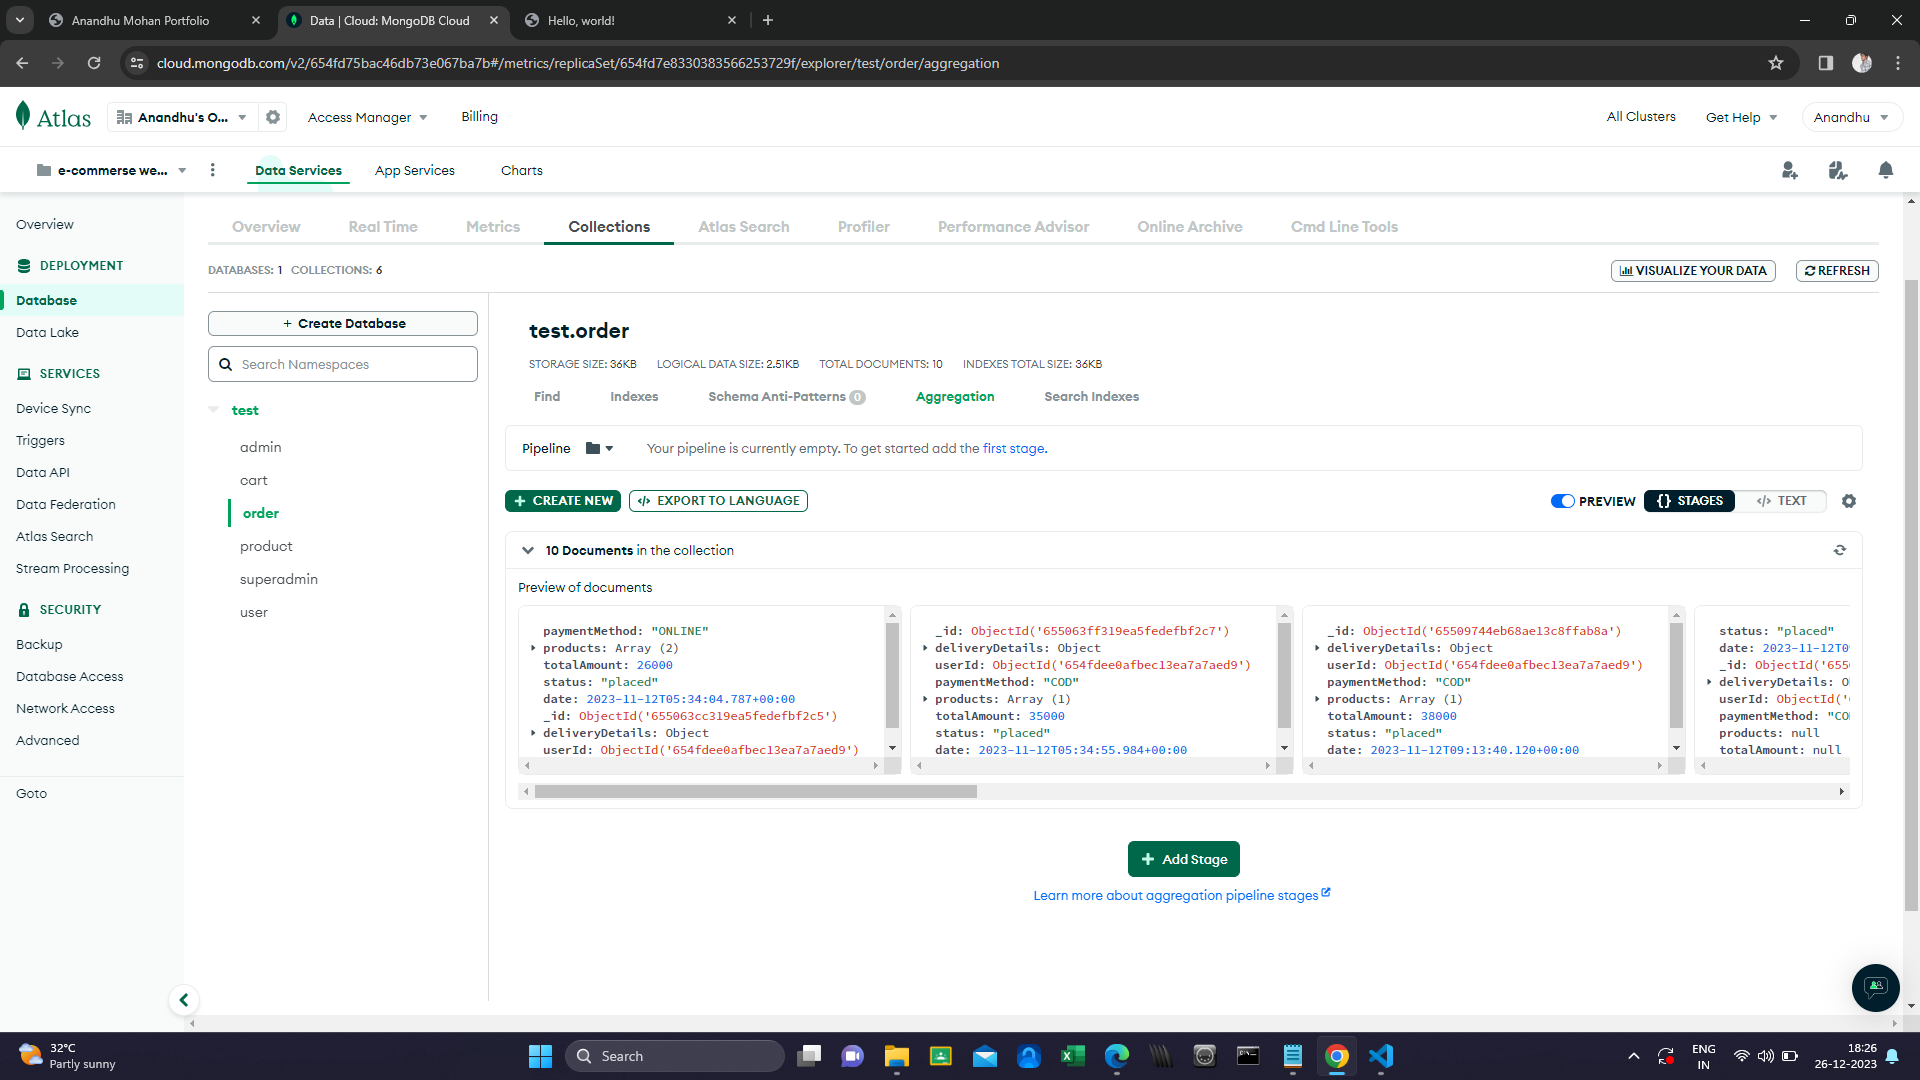 Anandhu Mohan Portfolio
Data | Cloud: MongoDB Cloud
Hello, world!
cloud.mongodb.com/v2/654fd75bac46db73e067ba7b#/metrics/replicaSet/654fd7e8330383566253729f/explorer/test/order/aggregation
Atlas
Anandhu's O...
Access Manager
Billing
All Clusters
Get Help
Anandhu
e-commerse we...
Data Services
App Services
Charts
Overview
DEPLOYMENT
Database
Data Lake
SERVICES
Device Sync
Triggers
Data API
Data Federation
Atlas Search
Stream Processing
SECURITY
Backup
Database Access
Network Access
Advanced
Goto
Overview
Real Time
Metrics
Collections
Atlas Search
Profiler
Performance Advisor
Online Archive
Cmd Line Tools
DATABASES: 1 COLLECTIONS: 6
VISUALIZE YOUR DATA
REFRESH
+ Create Database
Search Namespaces
test
admin
cart
order
product
superadmin
user
test.order
STORAGE SIZE: 36KB LOGICAL DATA SIZE: 2.51KB TOTAL DOCUMENTS: 10 INDEXES TOTAL SIZE: 36KB
Find
Indexes
Schema Anti-Patterns 0
Aggregation
Search Indexes
Pipeline
Your pipeline is currently empty. To get started add the first stage.
+ CREATE NEW
</> EXPORT TO LANGUAGE
PREVIEW
{} STAGES
</> TEXT
10 Documents in the collection
Preview of documents
paymentMethod: "ONLINE"
products: Array (2)
totalAmount: 26000
status: "placed"
date: 2023-11-12T05:34:04.787+00:00
_id: ObjectId('655063cc319ea5fedefbf2c5')
deliveryDetails: Object
userId: ObjectId('654fdee0afbec13ea7a7aed9')
_id: ObjectId('655063ff319ea5fedefbf2c7')
deliveryDetails: Object
userId: ObjectId('654fdee0afbec13ea7a7aed9')
paymentMethod: "COD"
products: Array (1)
totalAmount: 35000
status: "placed"
date: 2023-11-12T05:34:55.984+00:00
_id: ObjectId('65509744eb68ae13c8ffab8a')
deliveryDetails: Object
userId: ObjectId('654fdee0afbec13ea7a7aed9')
paymentMethod: "COD"
products: Array (1)
totalAmount: 38000
status: "placed"
date: 2023-11-12T09:13:40.120+00:00
status: "placed"
date: 2023-11-12T0
_id: ObjectId('655
deliveryDetails: O
userId: ObjectId('
paymentMethod: "CO
products: null
totalAmount: null
+ Add Stage
Learn more about aggregation pipeline stages
32°C
Partly sunny
Search
ENG
IN
18:26
26-12-2023